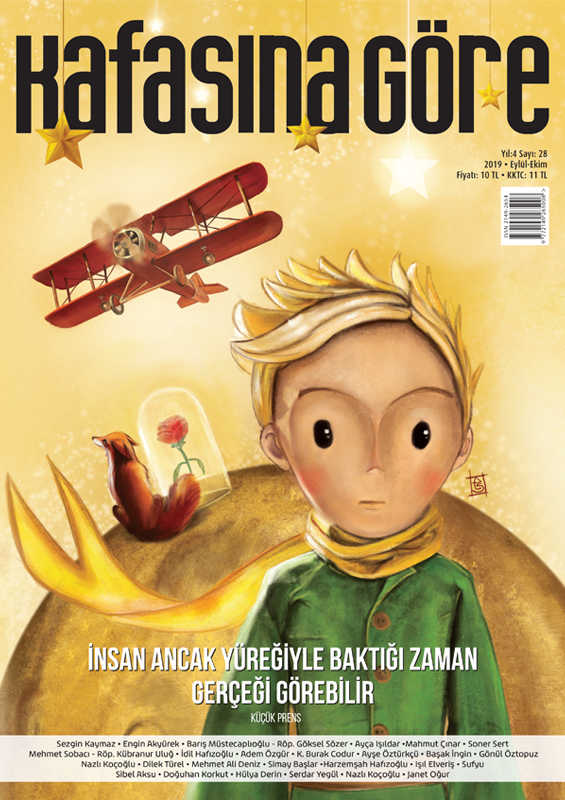 Kafasına Göre
Yıl:4 Sayı: 28
2019 • Eylül-Ekim
Fiyatı: 10 TL • KKTC: 11 TL
İNSAN ANCAK YÜREĞİYLE BAKTIĞI ZAMAN
GERÇEĞİ GÖREBİLİR
KÜÇÜK PRENS
Sezgin Kaymaz • Engin Akyürek • Barış Müstecaplıoğlu - Röp. Göksel Sözer • Ayça Işıldar •Mahmut Çınar • Soner Sert
Mehmet Sobacı - Röp. Kübranur Uluğ • İdil Hafızoğlu • Adem Özgür • K. Burak Codur • Ayşe Öztürkçü • Başak İngin • Gönül Öztopuz
Nazlı Koçoğlu • Dilek Türel • Mehmet Ali Deniz • Simay Başlar •Harzemşah Hafızoğlu • Işıl Elveriş • Sufyu
Sibel Aksu • Doğuhan Korkut • Hülya Derin • Serdar Yegül • Nazlı Koçoğlu • Janet Oğur